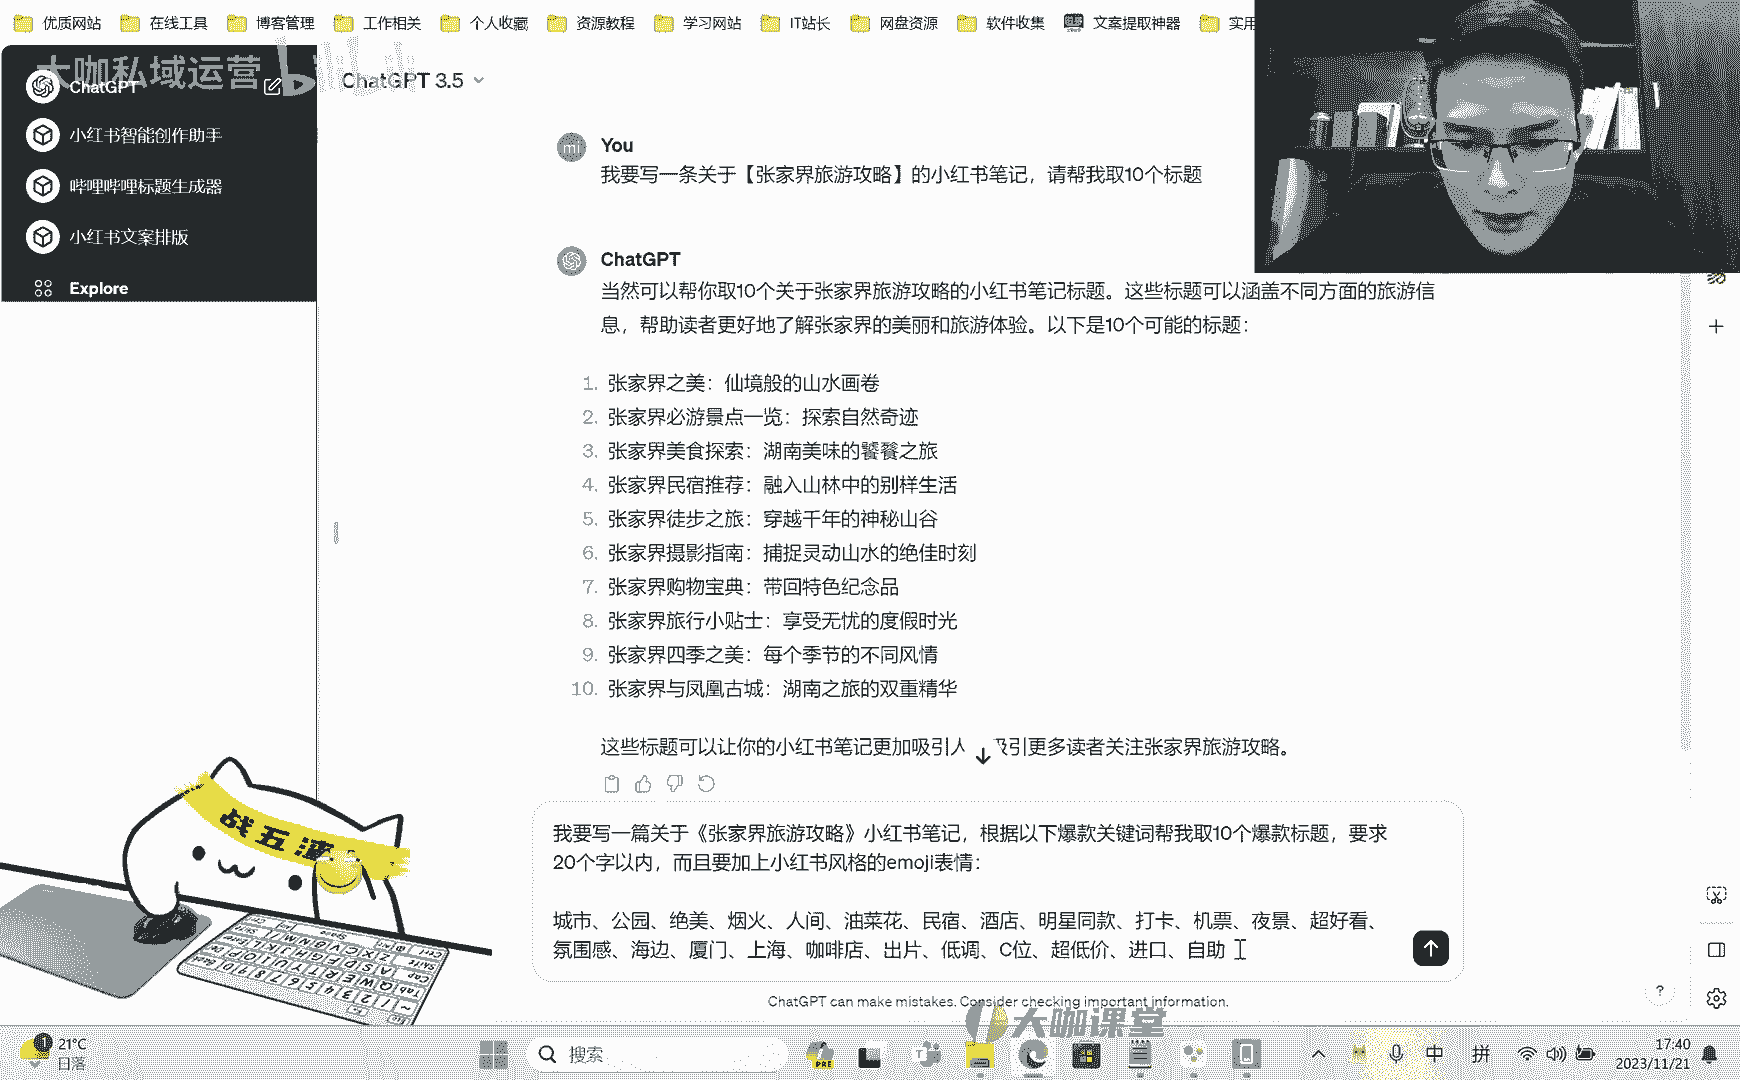 优质网站
在线工具
博客管理
工作相关
个人收藏
资源教程
学习网站
IT站长
网盘资源
软件收集
文案提取神器
实用
大咖私域运营
ChatGPT
小红书智能创作助手
哔哩哔哩标题生成器
小红书文案排版
Explore
ChatGPT 3.5
mi
You
我要写一条关于【张家界旅游攻略】的小红书笔记，请帮我取10个标题
ChatGPT
当然可以帮你取10个关于张家界旅游攻略的小红书笔记标题。这些标题可以涵盖不同方面的旅游信
息，帮助读者更好地了解张家界的美丽和旅游体验。以下是10个可能的标题：
1. 张家界之美：仙境般的山水画卷
2. 张家界必游景点一览：探索自然奇迹
3. 张家界美食探索：湖南美味的饕餮之旅
4. 张家界民宿推荐：融入山林中的别样生活
5. 张家界徒步之旅：穿越千年的神秘山谷
6. 张家界摄影指南：捕捉灵动山水的绝佳时刻
7. 张家界购物宝典：带回特色纪念品
8. 张家界旅行小贴士：享受无忧的度假时光
9. 张家界四季之美：每个季节的不同风情
10. 张家界与凤凰古城：湖南之旅的双重精华
这些标题可以让你的小红书笔记更加吸引人 吸引更多读者关注张家界旅游攻略。
我要写一篇关于《张家界旅游攻略》小红书笔记，根据以下爆款关键词帮我取10个爆款标题，要求
20个字以内，而且要加上小红书风格的emoji表情：
城市、公园、绝美、烟火、人间、油菜花、民宿、酒店、明星同款、打卡、机票、夜景、超好看、
氛围感、海边、厦门、上海、咖啡店、出片、低调、C位、超低价、进口、自助
ChatGPT can make mistakes. Consider checking important information.
?
战五渣
大咖课堂
1
21°C
日落
搜索
PRE
中
拼
17:40
2023/11/21